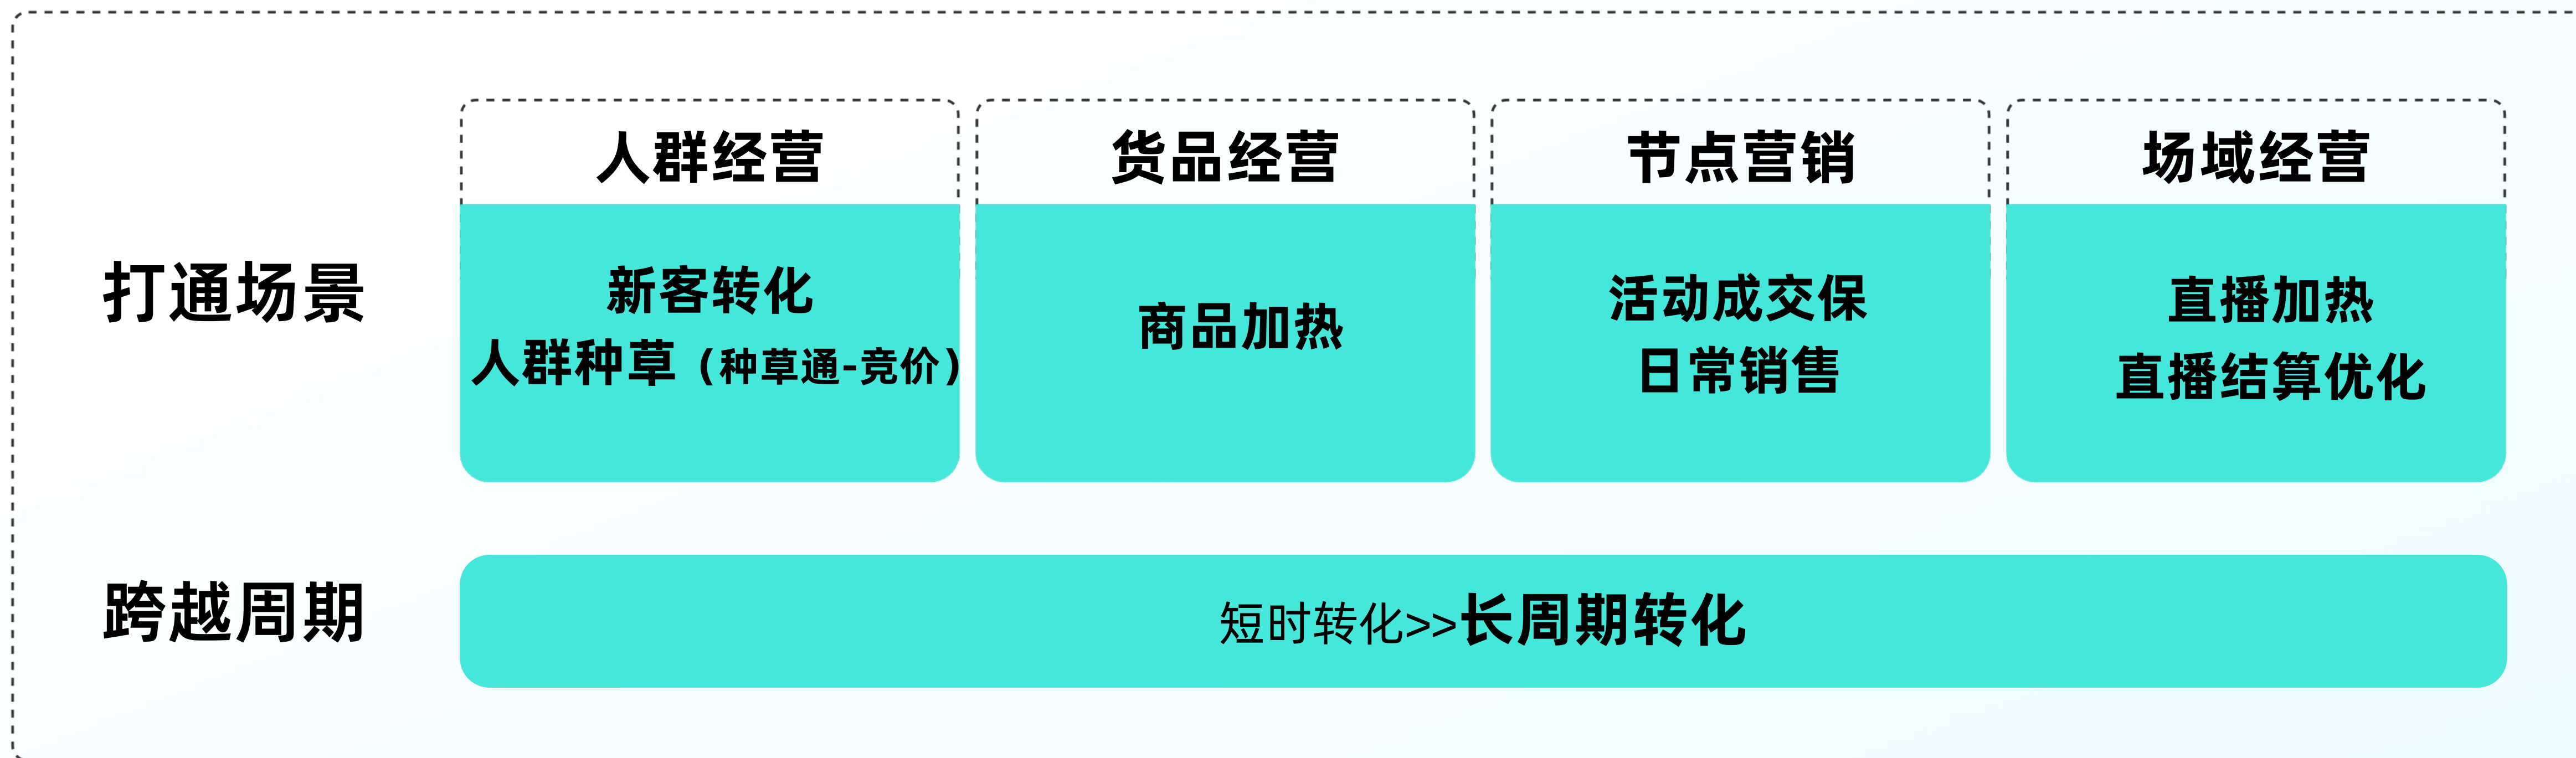 人群经营
货品经营
节点营销
场域经营
打通场景
新客转化
人群种草（种草通-竞价）
商品加热
活动成交保
日常销售
直播加热
直播结算优化
跨越周期
短时转化>>长周期转化